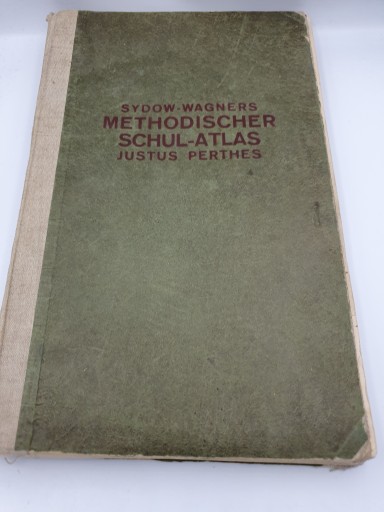 SYDOW-WAGNERS
METHODISCHER
SCHUL-ATLAS
JUSTUS PERTHES